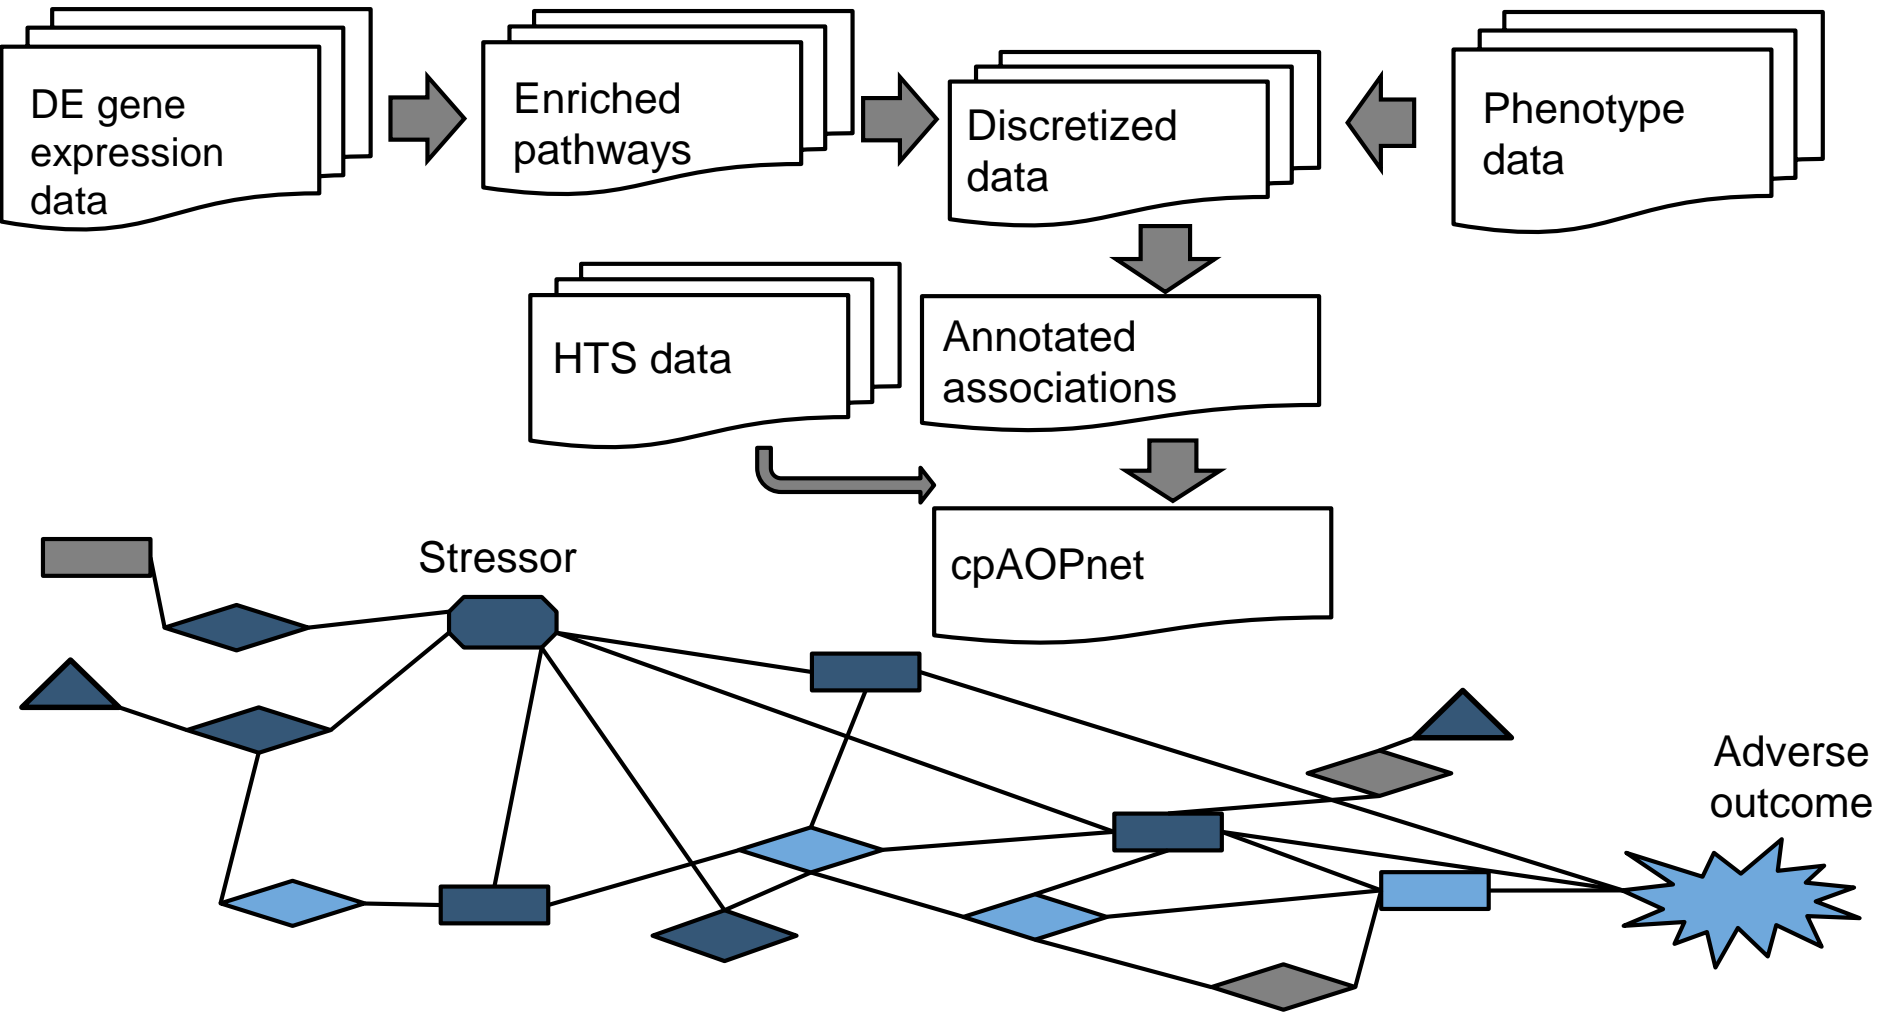 DE gene
expression
data
Enriched
pathways
Discretized
data
Phenotype
data
HTS data
Annotated
associations
cpAOPnet
Stressor
Adverse
outcome